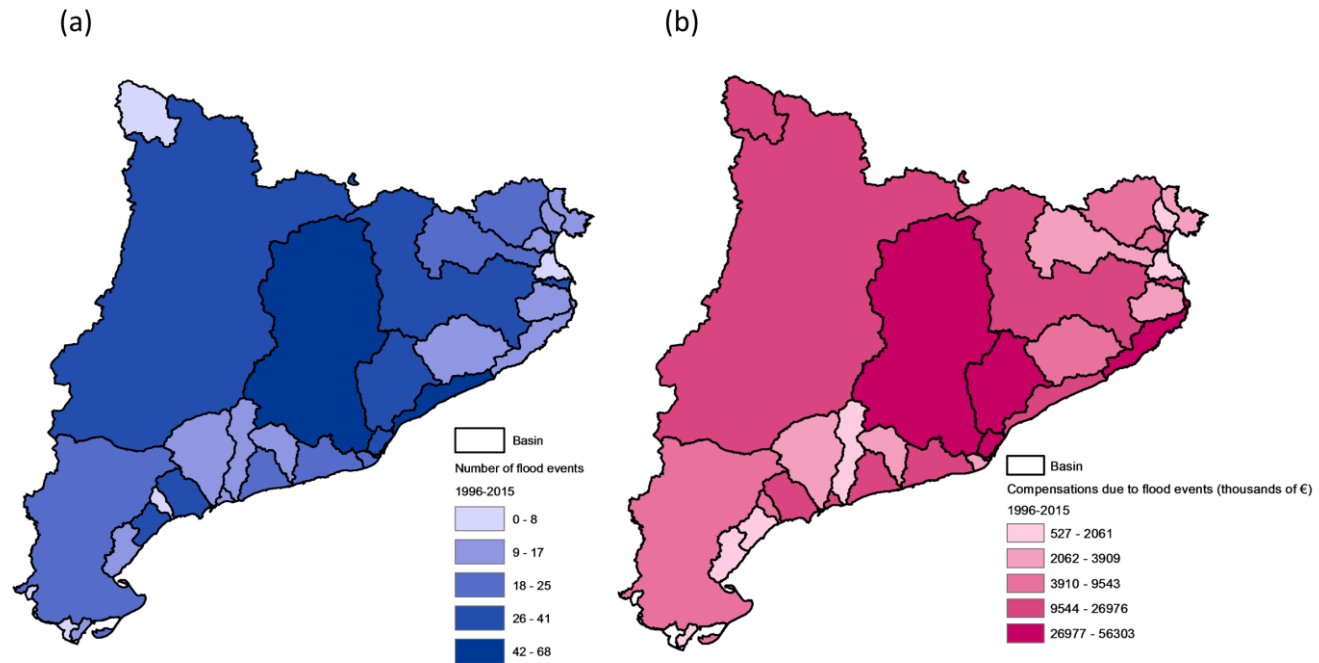 (a)
(b)
Basin
Number of flood events
1996-2015
0 - 8
9 - 17
18 - 25
26 - 41
42 - 68
Basin
Compensations due to flood events (thousands of €)
1996-2015
527 - 2061
2062 - 3909
3910 - 9543
9544 - 26976
26977 - 56303